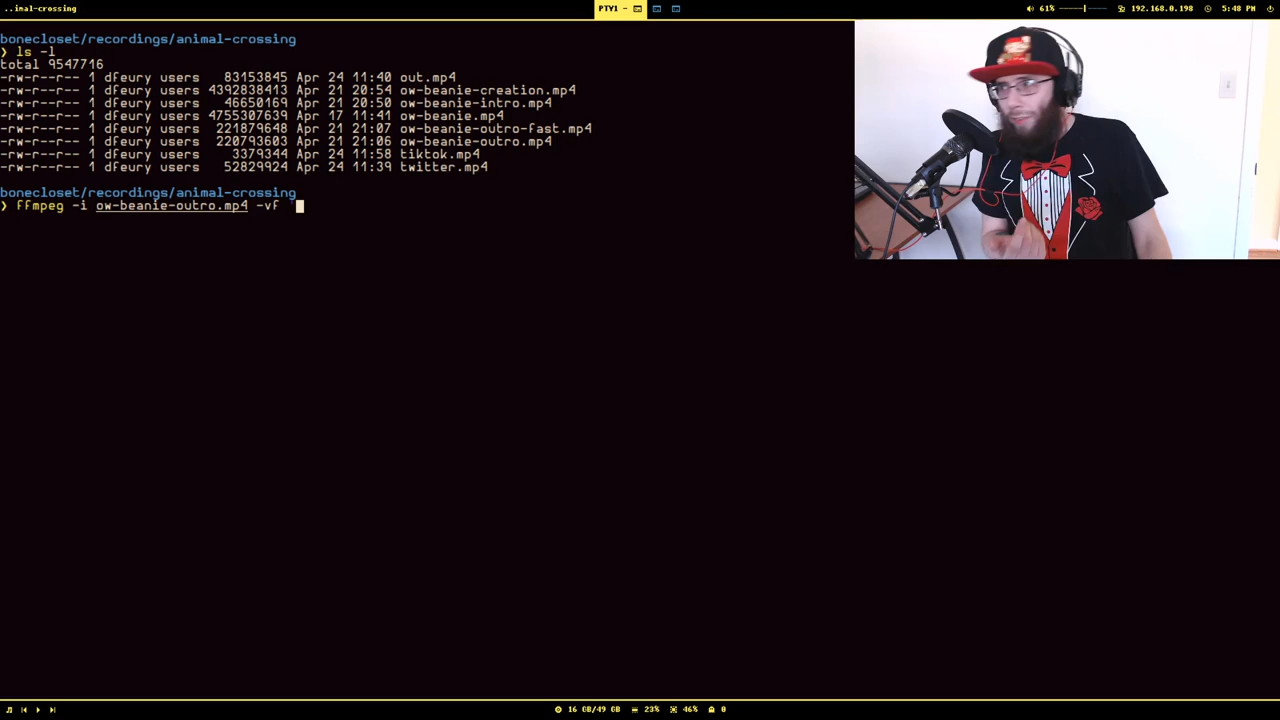 ..imal-crossing
PTY1 -
61%
192.168.0.198
5:48 PM
bonecloset/recordings/animal-crossing
❯ ls -l
total 9547716
-rw-r--r-- 1 dfeury users 83153845 Apr 24 11:40 out.mp4
-rw-r--r-- 1 dfeury users 4392838413 Apr 21 20:54 ow-beanie-creation.mp4
-rw-r--r-- 1 dfeury users 46650169 Apr 21 20:50 ow-beanie-intro.mp4
-rw-r--r-- 1 dfeury users 4755307639 Apr 17 11:41 ow-beanie.mp4
-rw-r--r-- 1 dfeury users 221879648 Apr 21 21:07 ow-beanie-outro-fast.mp4
-rw-r--r-- 1 dfeury users 220793603 Apr 21 21:06 ow-beanie-outro.mp4
-rw-r--r-- 1 dfeury users 3379344 Apr 24 11:58 tiktok.mp4
-rw-r--r-- 1 dfeury users 52829924 Apr 24 11:39 twitter.mp4
bonecloset/recordings/animal-crossing
❯ ffmpeg -i ow-beanie-outro.mp4 -vf '
16 GB/49 GB
23%
46%
0